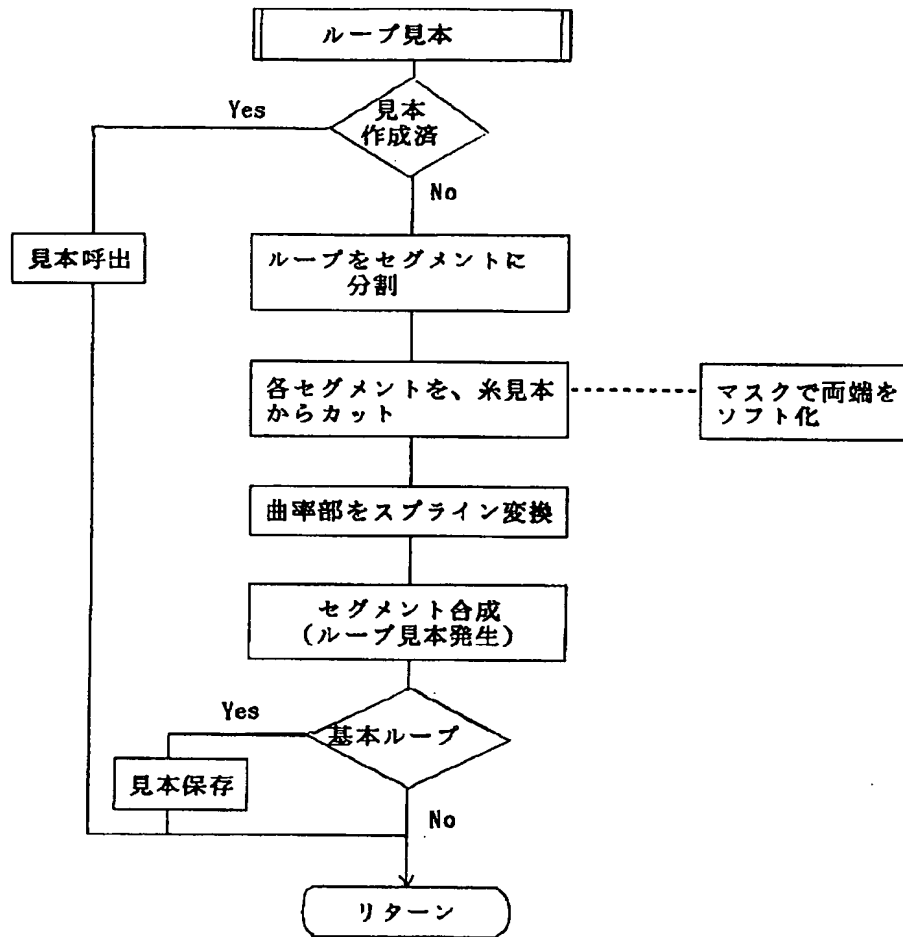 ループ見本
見本
作成済
Yes
No
見本呼出
ループをセグメントに
分割
各セグメントを、糸見本
からカット
マスクで両端を
ソフト化
曲率部をスプライン変換
セグメント合成
(ループ見本発生)
Yes
基本ループ
見本保存
No
リターン